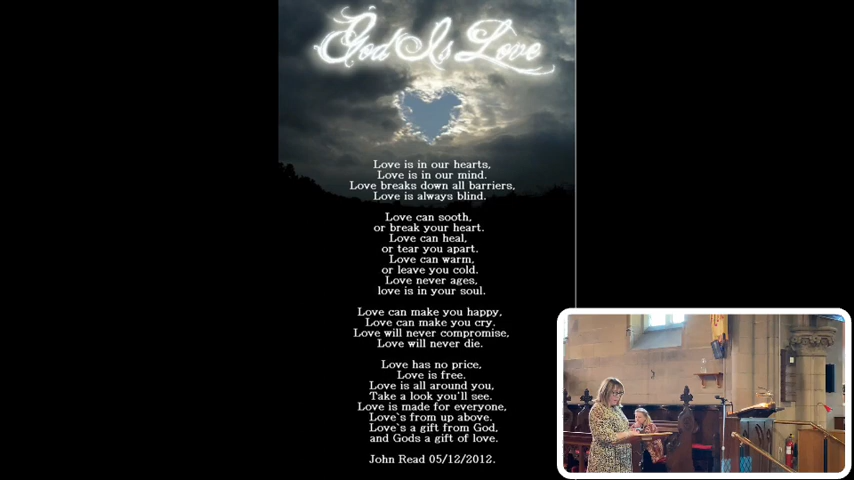 God Is Love
Love is in our hearts,
Love is in our mind.
Love breaks down all barriers,
Love is always blind.
Love can sooth,
or break your heart.
Love can heal,
or tear you apart.
Love can warm,
or leave you cold.
Love never ages,
love is in your soul.
Love can make you happy,
Love can make you cry.
Love will never compromise,
Love will never die.
Love has no price,
Love is free.
Love is all around you,
Take a look you'll see.
Love is made for everyone,
Love`s from up above.
Love`s a gift from God,
and Gods a gift of love.
John Read 05/12/2012.